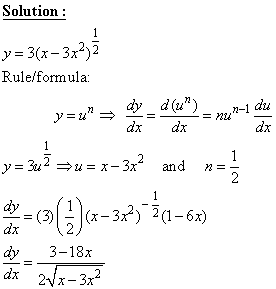 Solution :
y = 3(x − 3x²)^{1/2}
Rule/formula:
y = uⁿ ⇒ dy/dx = d(uⁿ)/dx = nuⁿ⁻¹ du/dx
y = 3u^{1/2} ⇒ u = x − 3x² and n = 1/2
dy/dx = (3)(1/2)(x − 3x²)^{−1/2}(1 − 6x)
dy/dx = (3 − 18x)/(2√(x − 3x²))